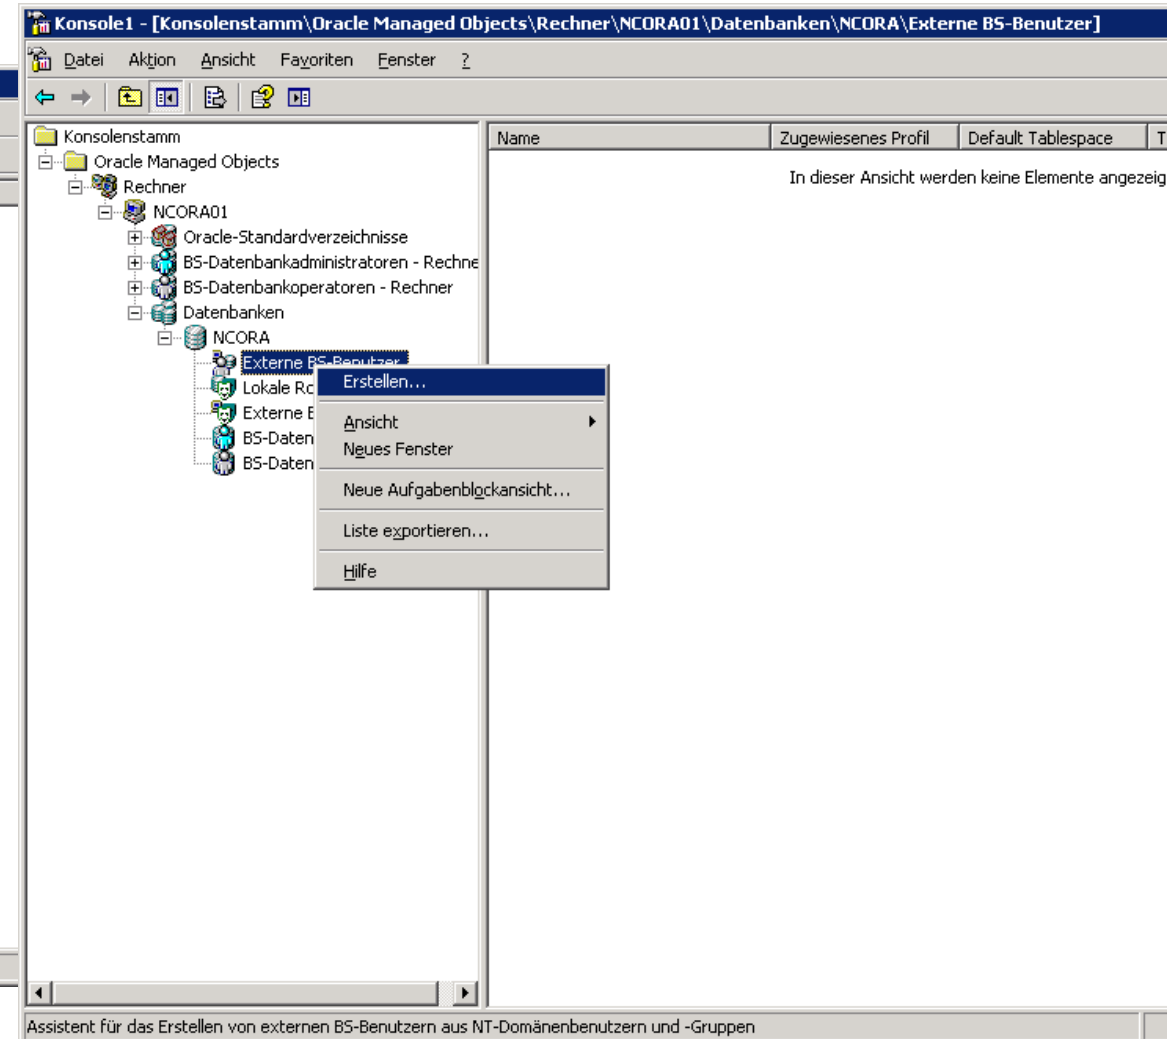 Konsole1 - [Konsolenstamm\Oracle Managed Objects\Rechner\NCORA01\Datenbanken\NCORA\Externe BS-Benutzer]
Datei Aktion Ansicht Favoriten Fenster ?
Konsolenstamm
Oracle Managed Objects
Rechner
NCORA01
Oracle-Standardverzeichnisse
BS-Datenbankadministratoren - Rechne
BS-Datenbankoperatoren - Rechner
Datenbanken
NCORA
Externe BS-Benutzer
Lokale Ro
Externe B
BS-Daten
BS-Daten
Erstellen...
Ansicht
Neues Fenster
Neue Aufgabenblockansicht...
Liste exportieren...
Hilfe
Name Zugewiesenes Profil Default Tablespace T
In dieser Ansicht werden keine Elemente angezeig
Assistent für das Erstellen von externen BS-Benutzern aus NT-Domänenbenutzern und -Gruppen